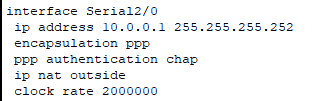 interface Serial2/0
ip address 10.0.0.1 255.255.255.252
encapsulation ppp
ppp authentication chap
ip nat outside
clock rate 2000000